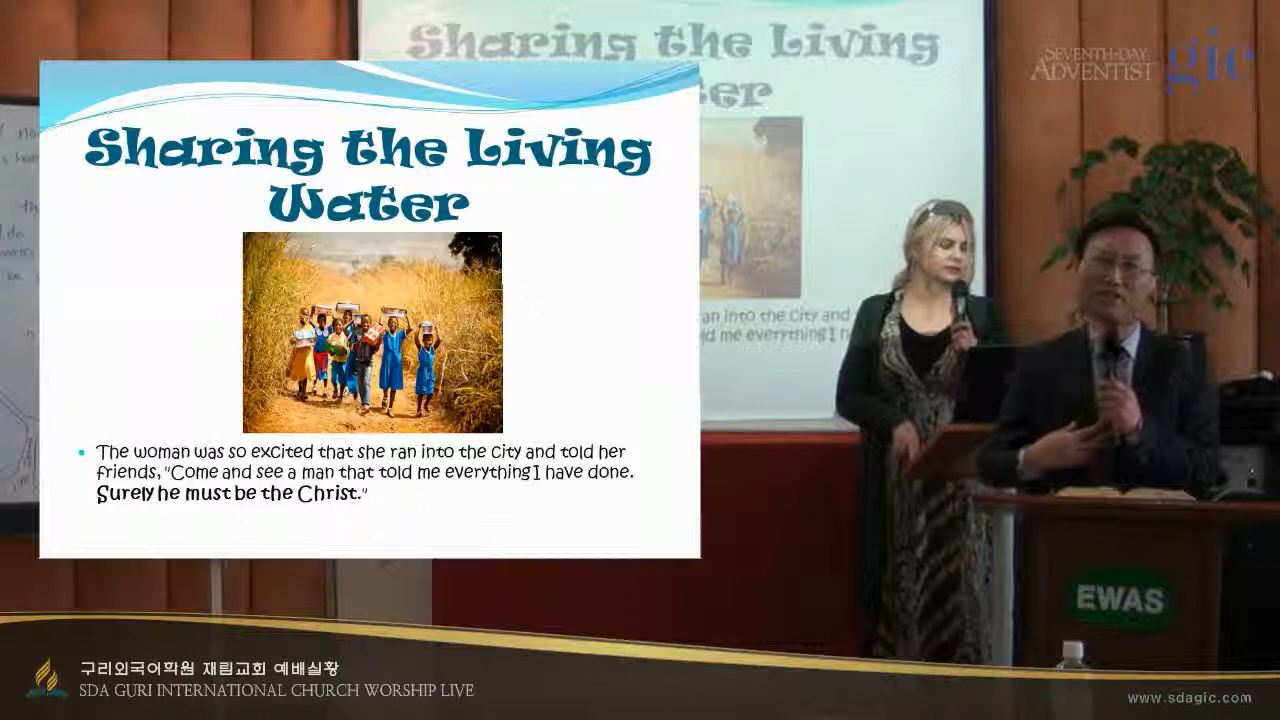 Sharing the Living
Water
The woman was so excited that she ran into the city and told her
friends, "Come and see a man that told me everything I have done.
Surely he must be the Christ."
Sharing the Living
ter
ran into the city and
ld me everything I h
SEVENTH-DAY
ADVENTIST
gic
EWAS
구리외국어학원 재림교회 예배실황
SDA GURI INTERNATIONAL CHURCH WORSHIP LIVE
www.sdagic.com